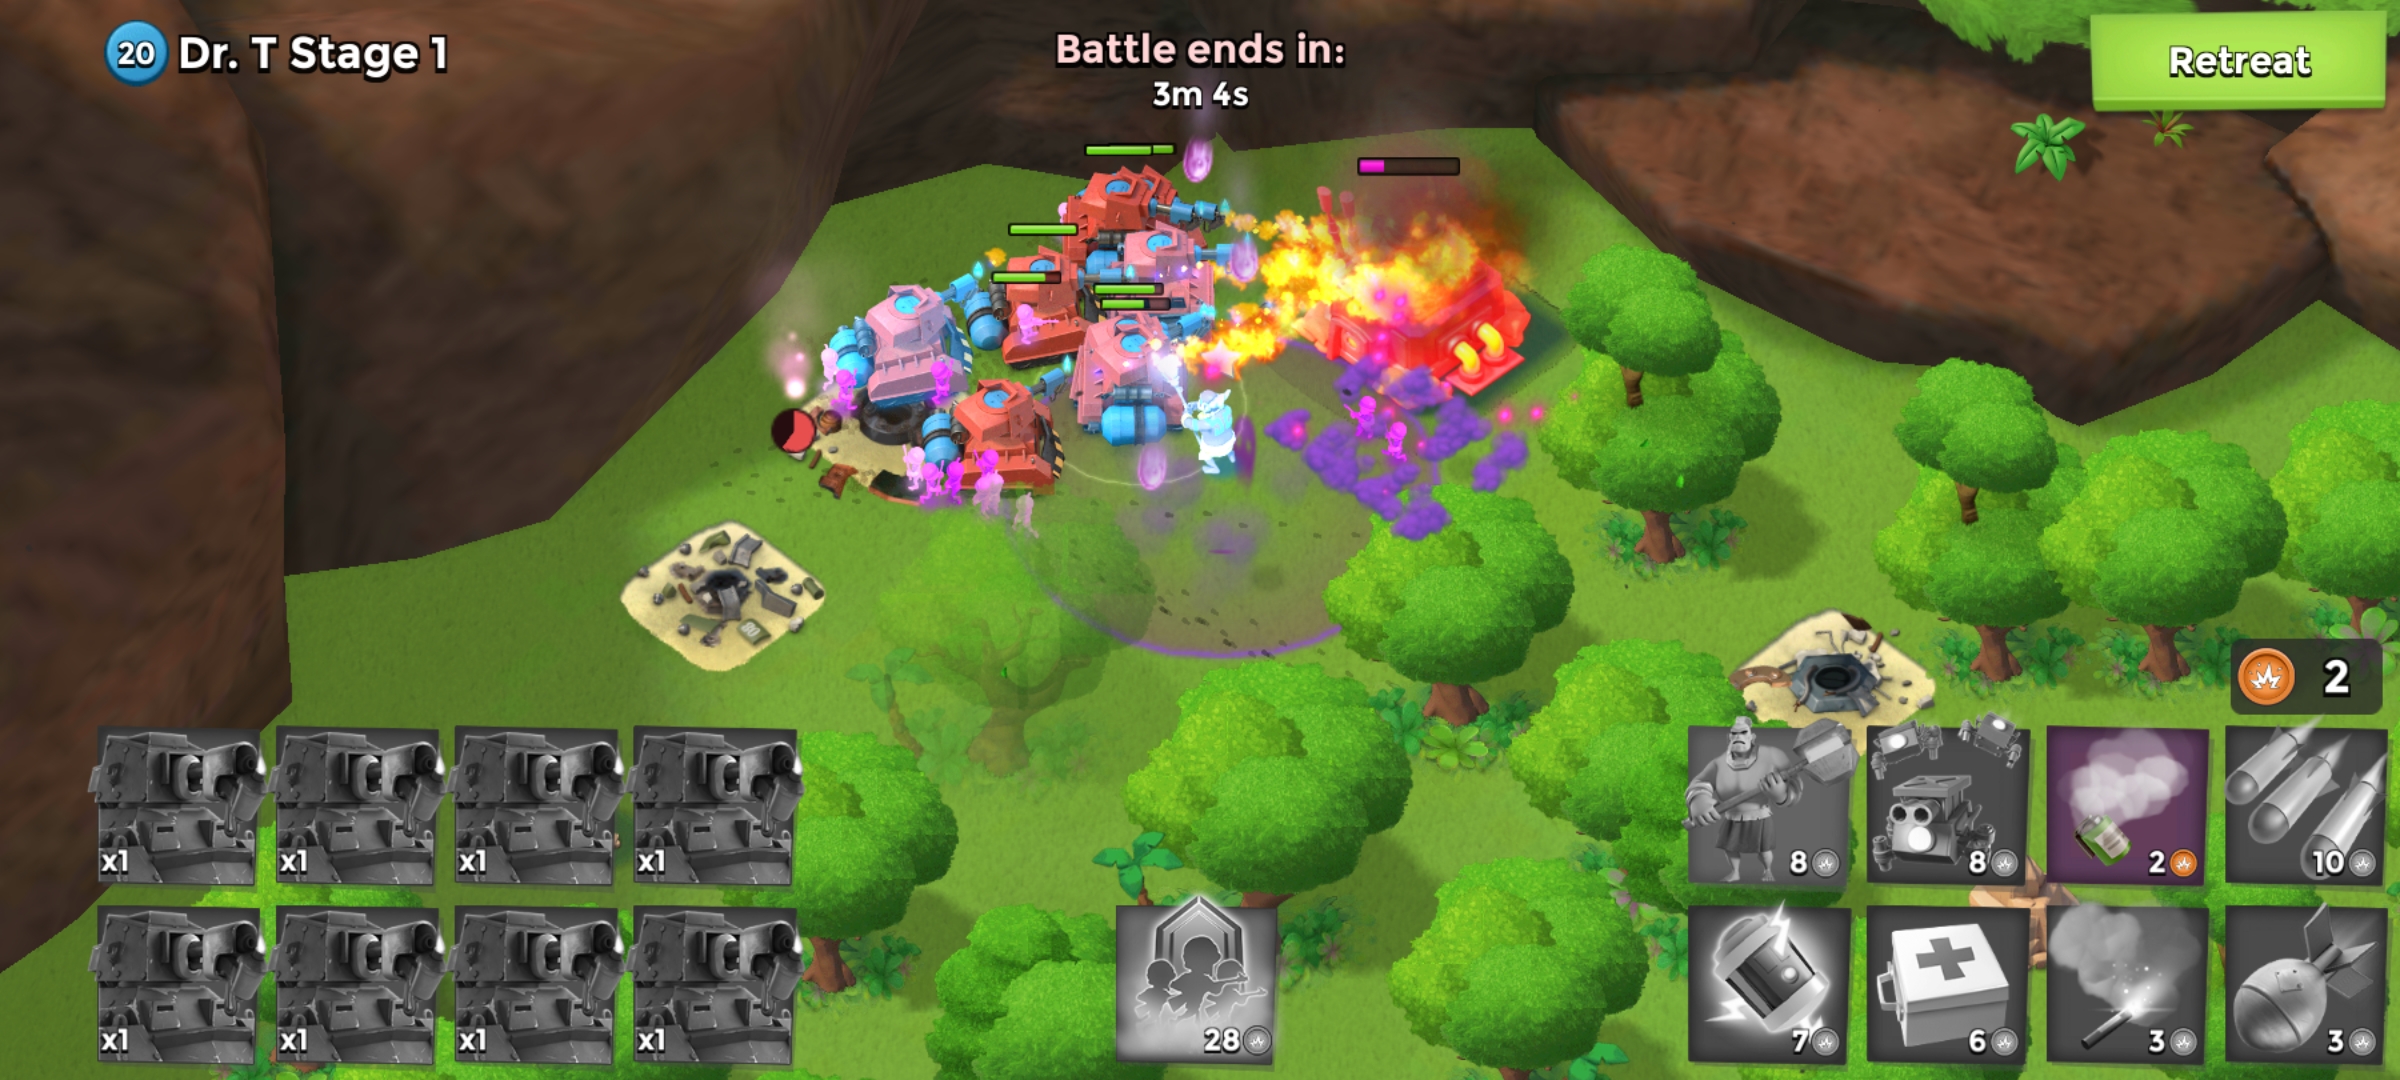 20 Dr. T Stage 1
Battle ends in:
3m 4s
Retreat
2
80
x1 x1 x1 x1
8 8 2 10
x1 x1 x1 x1
28
7 6 3 3